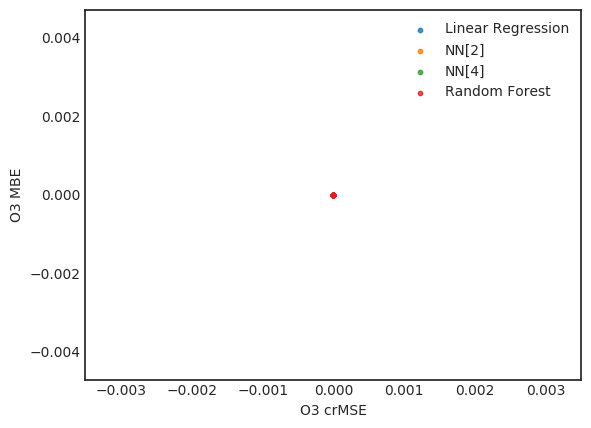 Linear Regression
NN[2]
NN[4]
Random Forest
O3 MBE
0.004
0.002
0.000
−0.002
−0.004
−0.003 −0.002 −0.001 0.000 0.001 0.002 0.003
O3 crMSE